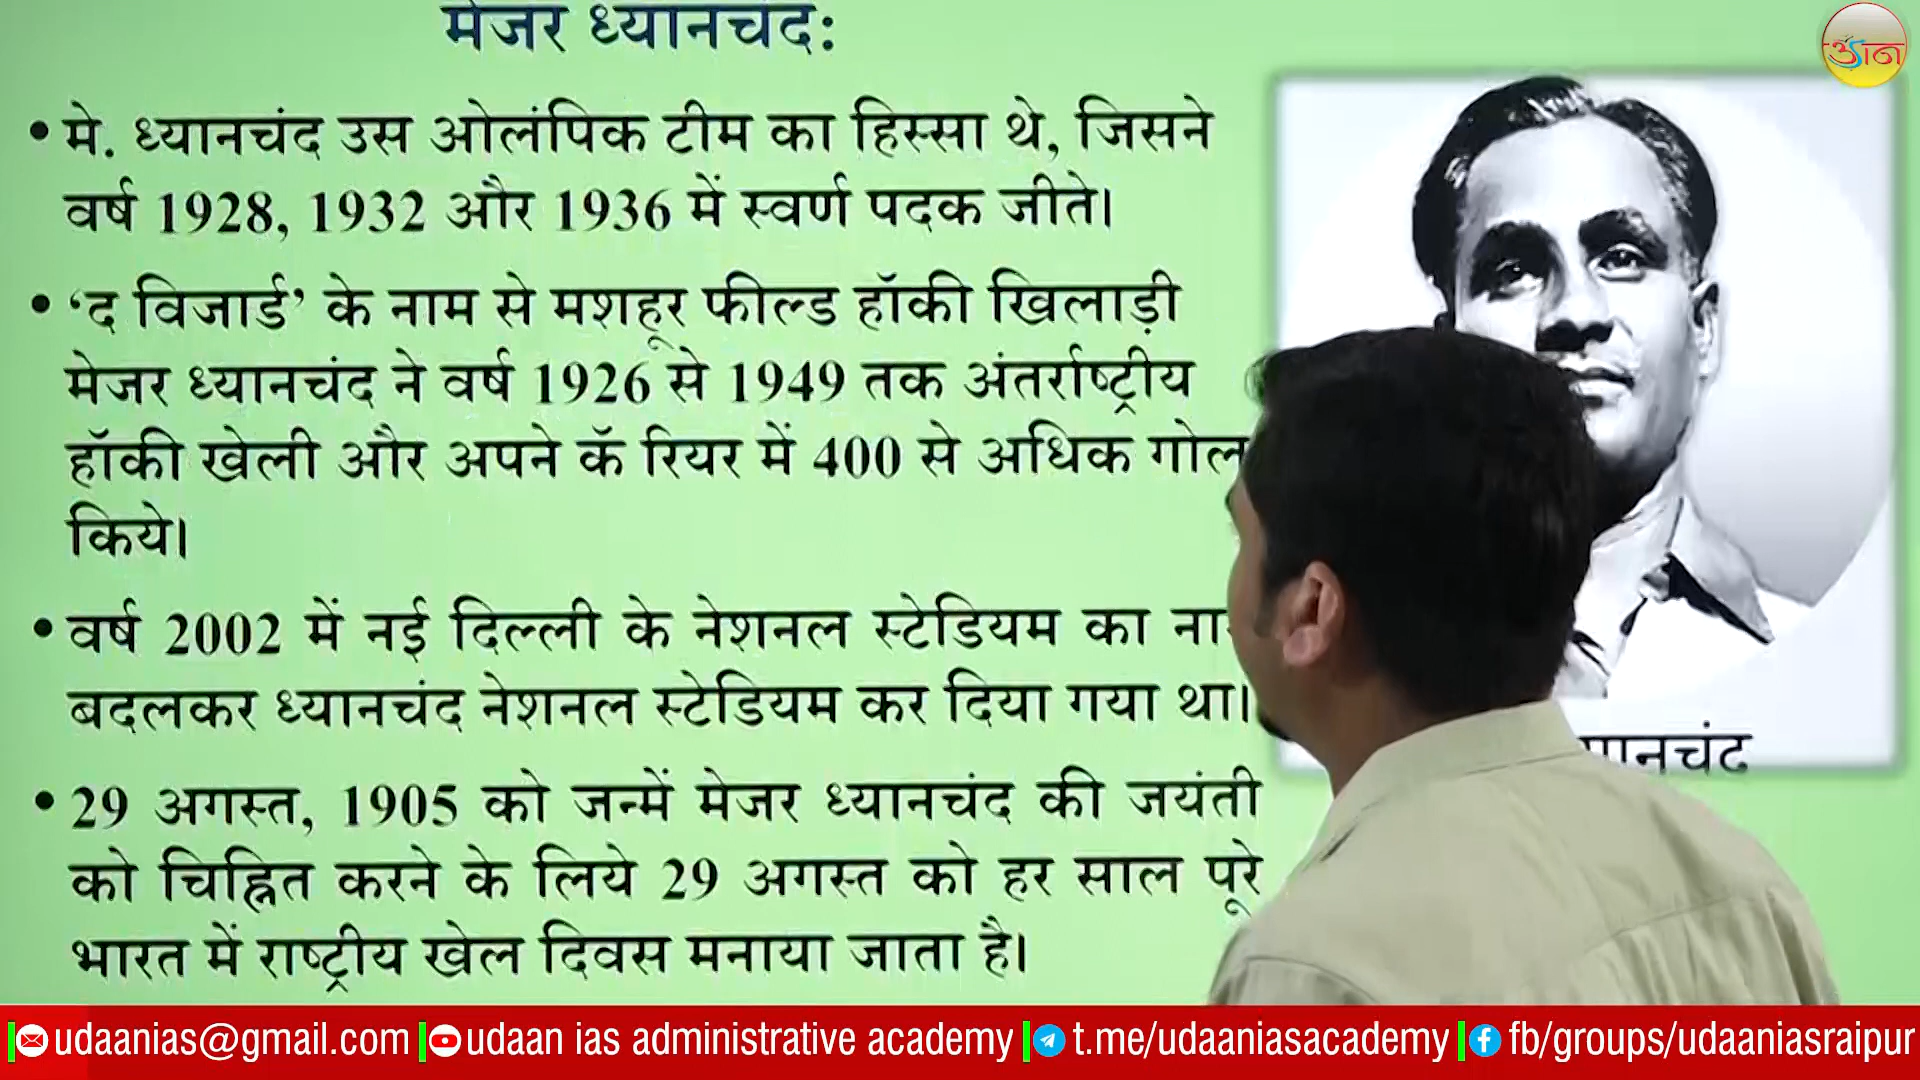 मेजर ध्यानचंद:
• मे. ध्यानचंद उस ओलंपिक टीम का हिस्सा थे, जिसने
वर्ष 1928, 1932 और 1936 में स्वर्ण पदक जीते।
• ‘द विजार्ड’ के नाम से मशहूर फील्ड हॉकी खिलाड़ी
मेजर ध्यानचंद ने वर्ष 1926 से 1949 तक अंतर्राष्ट्रीय
हॉकी खेली और अपने कॅ रियर में 400 से अधिक गोल
किये।
• वर्ष 2002 में नई दिल्ली के नेशनल स्टेडियम का
बदलकर ध्यानचंद नेशनल स्टेडियम कर दिया गया था।
• 29 अगस्त, 1905 को जन्में मेजर ध्यानचंद की जयंती
को चिह्नित करने के लिये 29 अगस्त को हर साल पूरे
भारत में राष्ट्रीय खेल दिवस मनाया जाता है।
udaanias@gmail.com udaan ias administrative academy t.me/udaaniasacademy fb/groups/udaaniasraipur